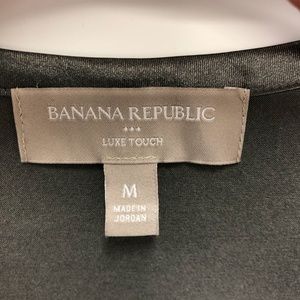 BANANA REPUBLIC
LUXE TOUCH
M
MADE IN
JORDAN